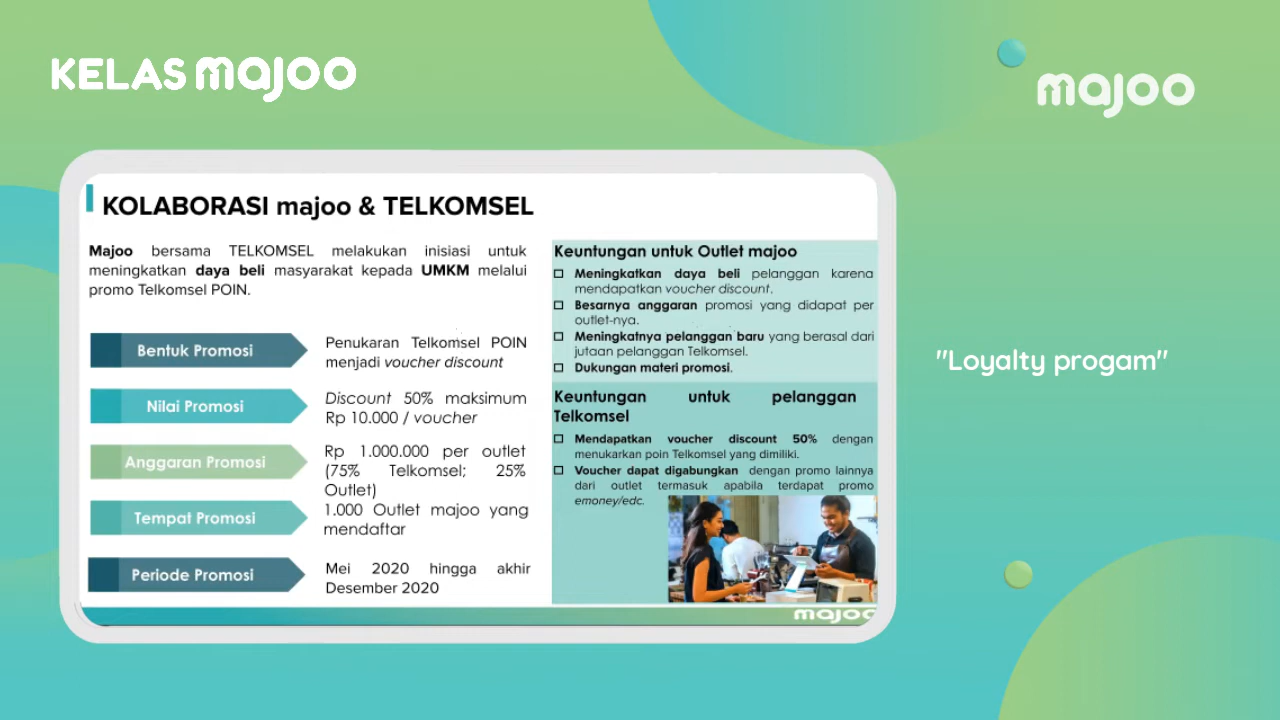 KELAS majoo
majoo
KOLABORASI majoo & TELKOMSEL
Majoo bersama TELKOMSEL melakukan inisiasi untuk
meningkatkan daya beli masyarakat kepada UMKM melalui
promo Telkomsel POIN.
Bentuk Promosi
Penukaran Telkomsel POIN
menjadi voucher discount
Nilai Promosi
Discount 50% maksimum
Rp 10.000 / voucher
Anggaran Promosi
Rp 1.000.000 per outlet
(75% Telkomsel; 25%
Outlet)
Tempat Promosi
1.000 Outlet majoo yang
mendaftar
Periode Promosi
Mei 2020 hingga akhir
Desember 2020
Keuntungan untuk Outlet majoo
Meningkatkan daya beli pelanggan karena
mendapatkan voucher discount.
Besarnya anggaran promosi yang didapat per
outlet-nya.
Meningkatnya pelanggan baru yang berasal dari
jutaan pelanggan Telkomsel.
Dukungan materi promosi.
Keuntungan untuk pelanggan
Telkomsel
Mendapatkan voucher discount 50% dengan
menukarkan poin Telkomsel yang dimiliki.
Voucher dapat digabungkan dengan promo lainnya
dari outlet termasuk apabila terdapat promo
emoney/edc.
majoo
"Loyalty progam"